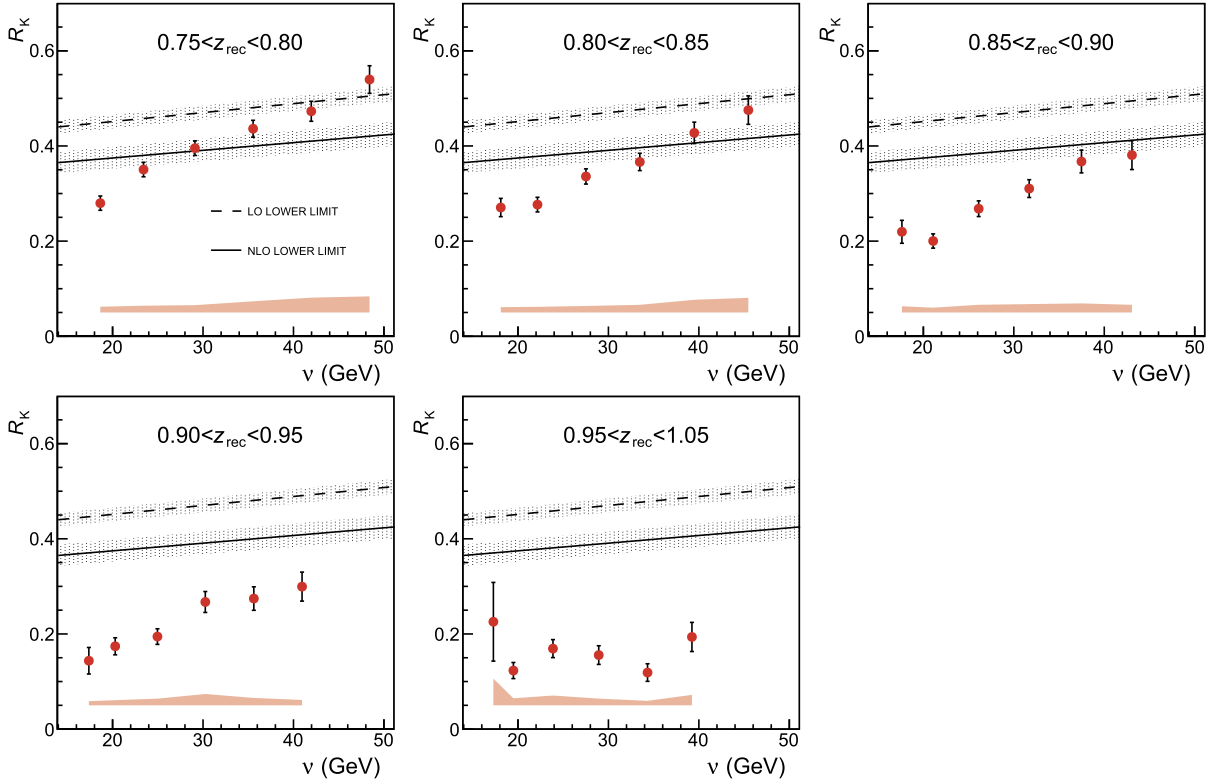 R_K
0.75<z_rec<0.80
0.6
0.4
0.2
0
LO LOWER LIMIT
NLO LOWER LIMIT
20 30 40 50
ν (GeV)
0.80<z_rec<0.85
0.6
0.4
0.2
0
20 30 40 50
ν (GeV)
0.85<z_rec<0.90
0.6
0.4
0.2
0
20 30 40 50
ν (GeV)
R_K
0.90<z_rec<0.95
0.6
0.4
0.2
0
20 30 40 50
ν (GeV)
R_K
0.95<z_rec<1.05
0.6
0.4
0.2
0
20 30 40 50
ν (GeV)